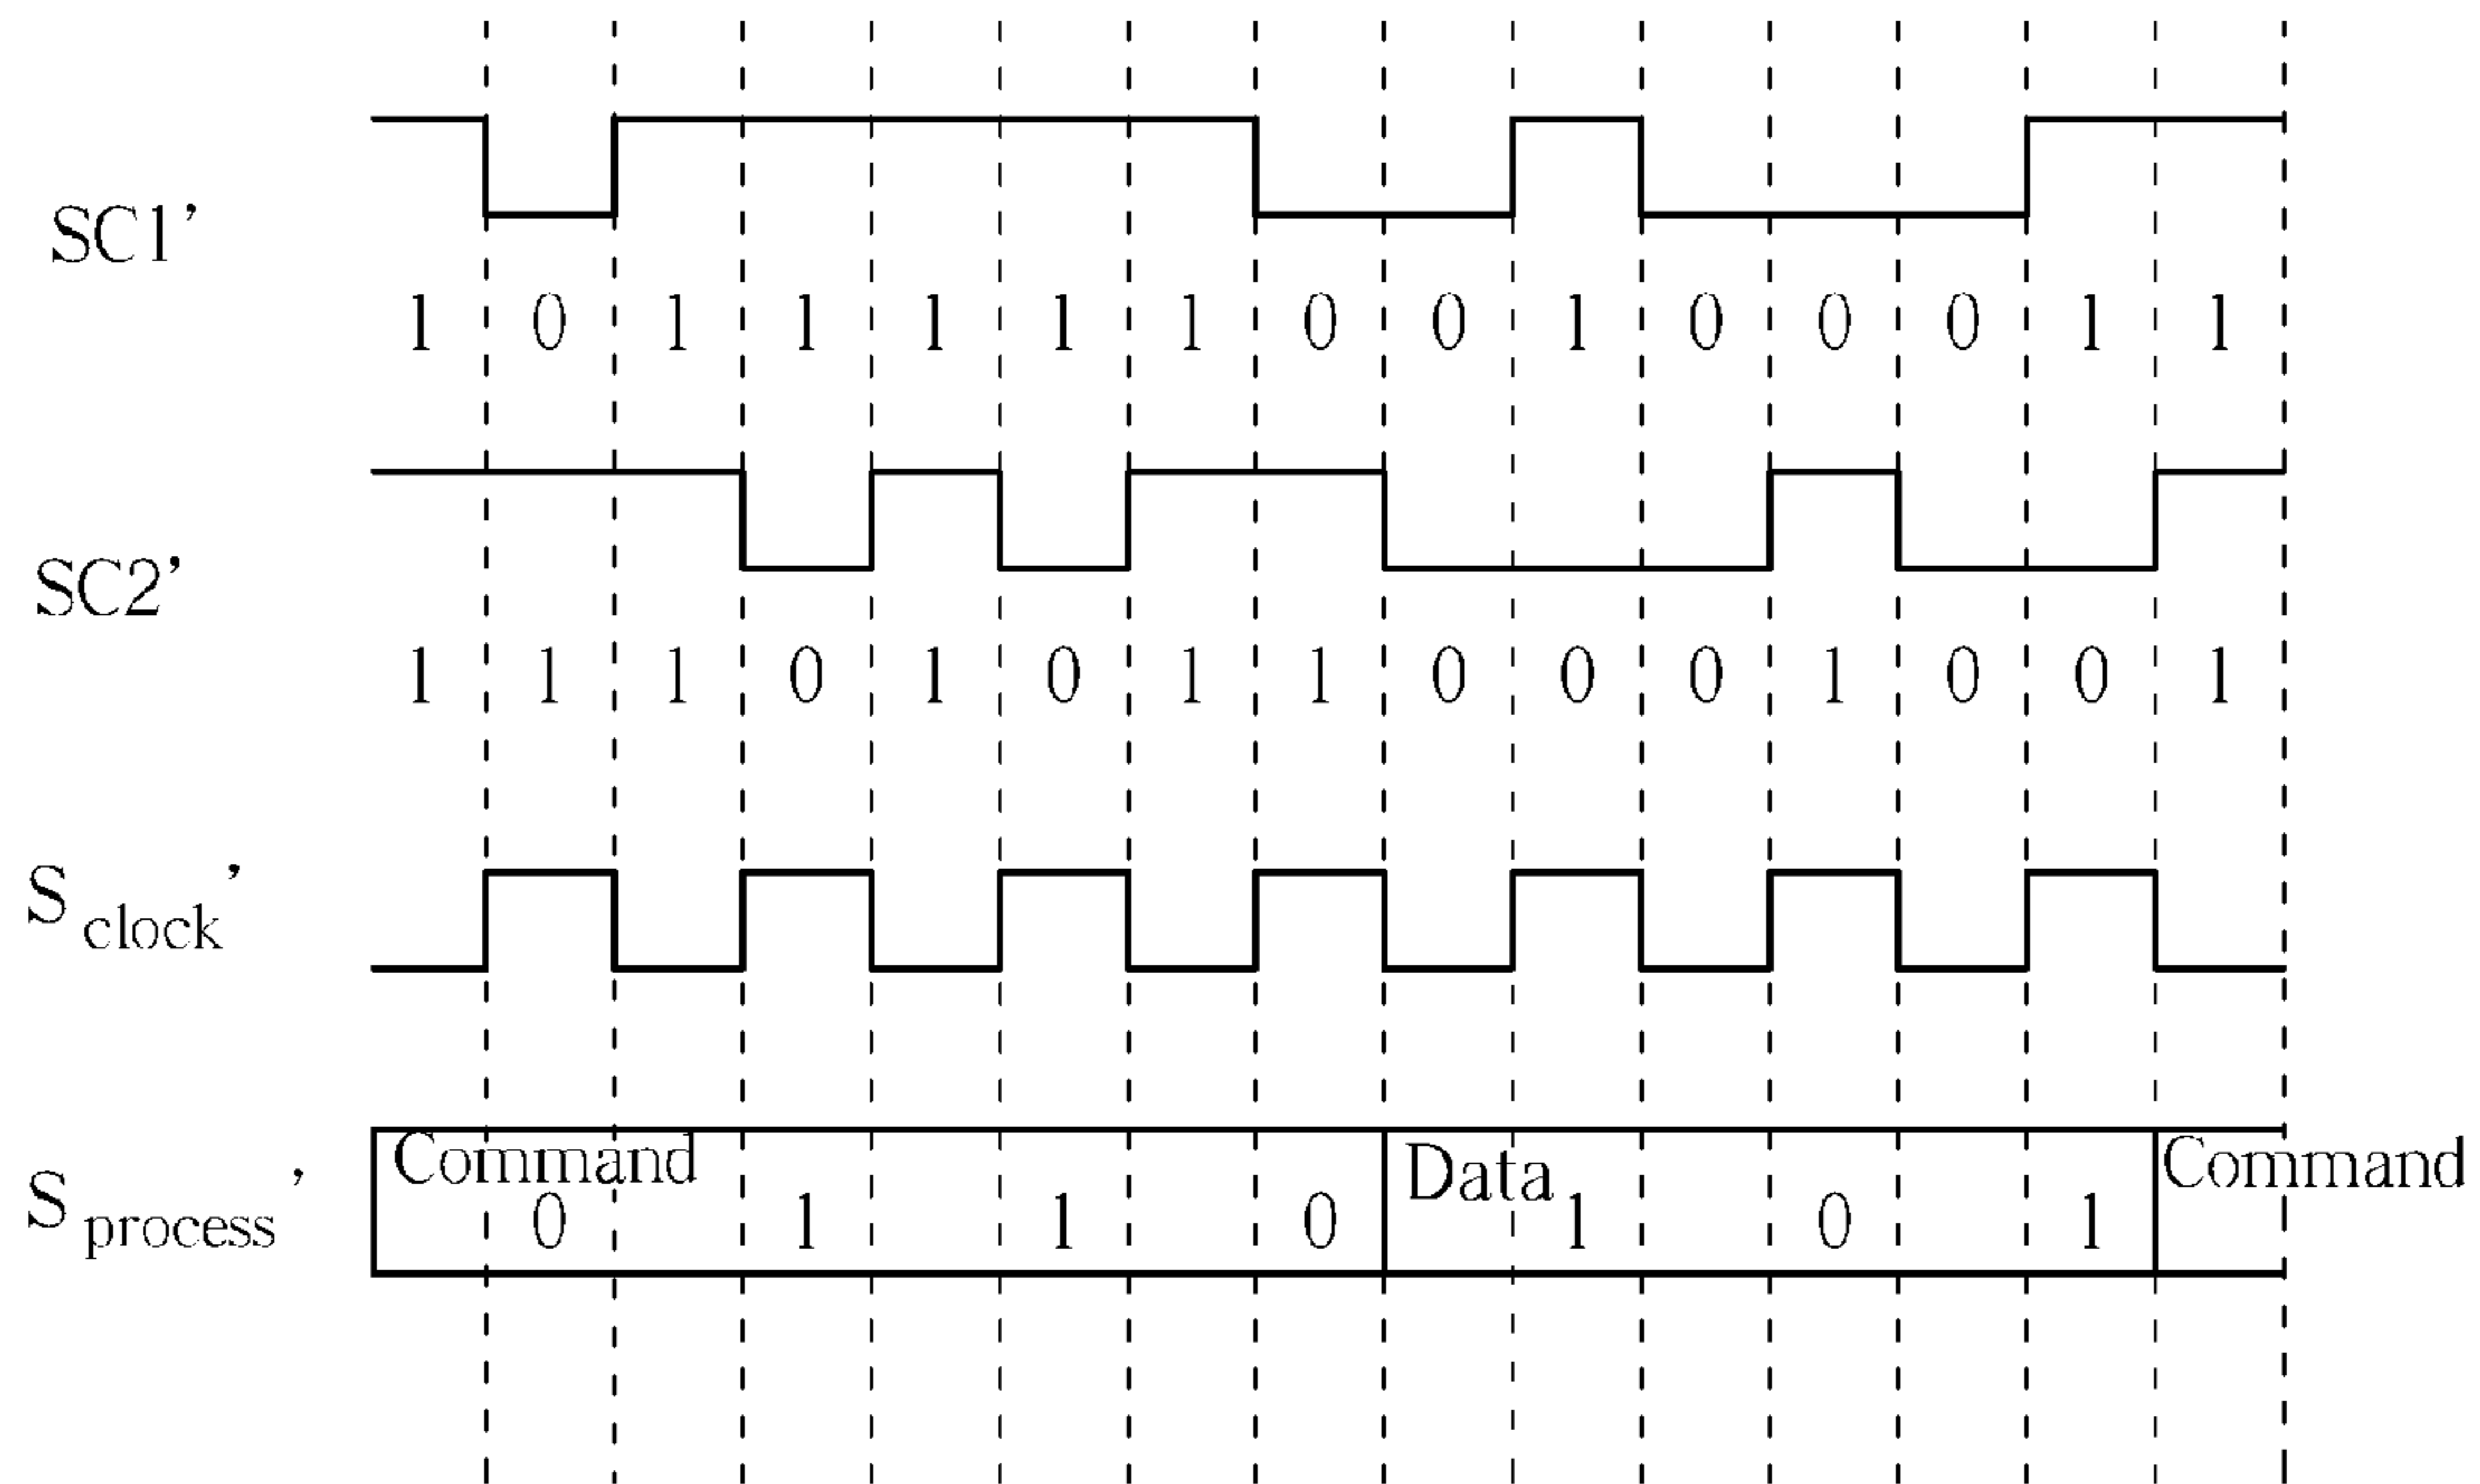 SC1'
1 0 1 1 1 1 1 0 0 1 0 0 0 1 1
SC2'
1 1 1 0 1 0 1 1 0 0 0 1 0 0 1
S clock'
S process'
Command Data Command
0 1 1 0 1 0 1